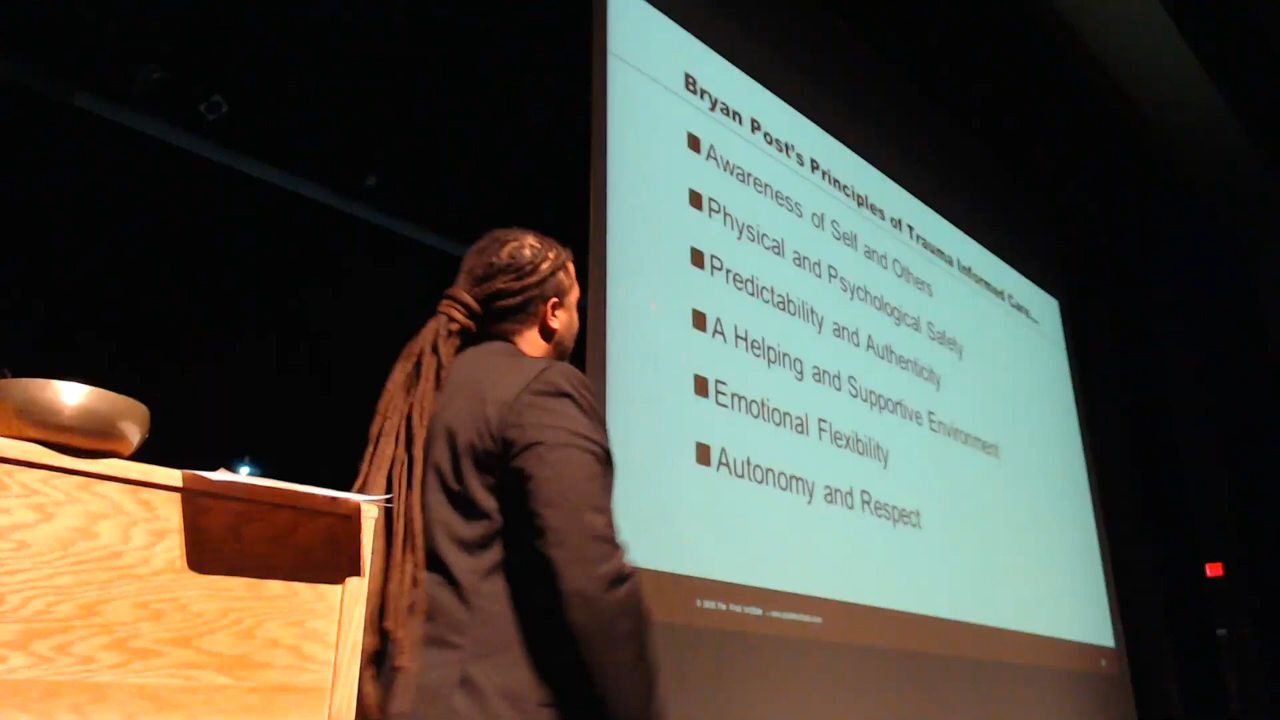 Bryan Post's Principles of Trauma Informed Care...
Awareness of Self and Others
Physical and Psychological Safety
Predictability and Authenticity
A Helping and Supportive Environment
Emotional Flexibility
Autonomy and Respect